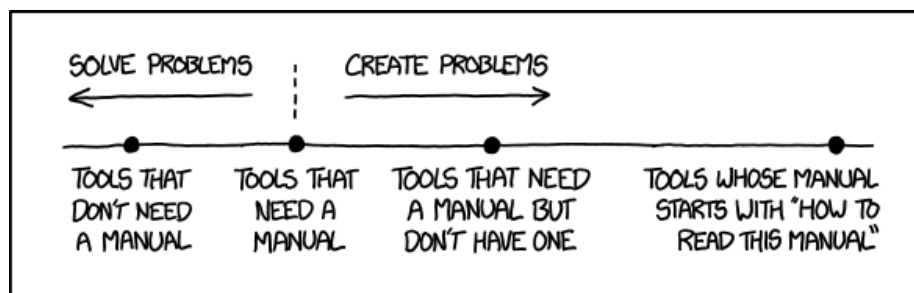 SOLVE PROBLEMS
CREATE PROBLEMS
TOOLS THAT
DON'T NEED
A MANUAL
TOOLS THAT
NEED A
MANUAL
TOOLS THAT NEED
A MANUAL BUT
DON'T HAVE ONE
TOOLS WHOSE MANUAL
STARTS WITH "HOW TO
READ THIS MANUAL"